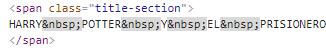 <span class="title-section">
HARRY&nbsp;POTTER&nbsp;Y&nbsp;EL&nbsp;PRISIONERO
</span>